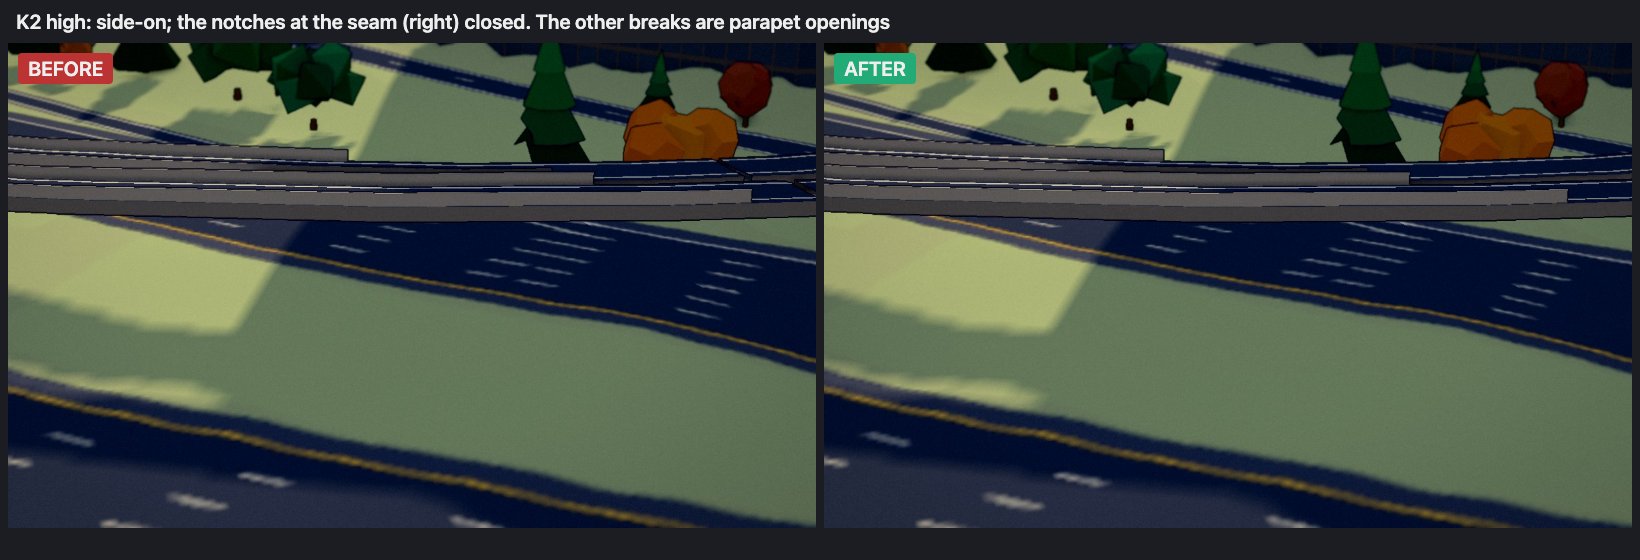 K2 high: side-on; the notches at the seam (right) closed. The other breaks are parapet openings
BEFORE
AFTER